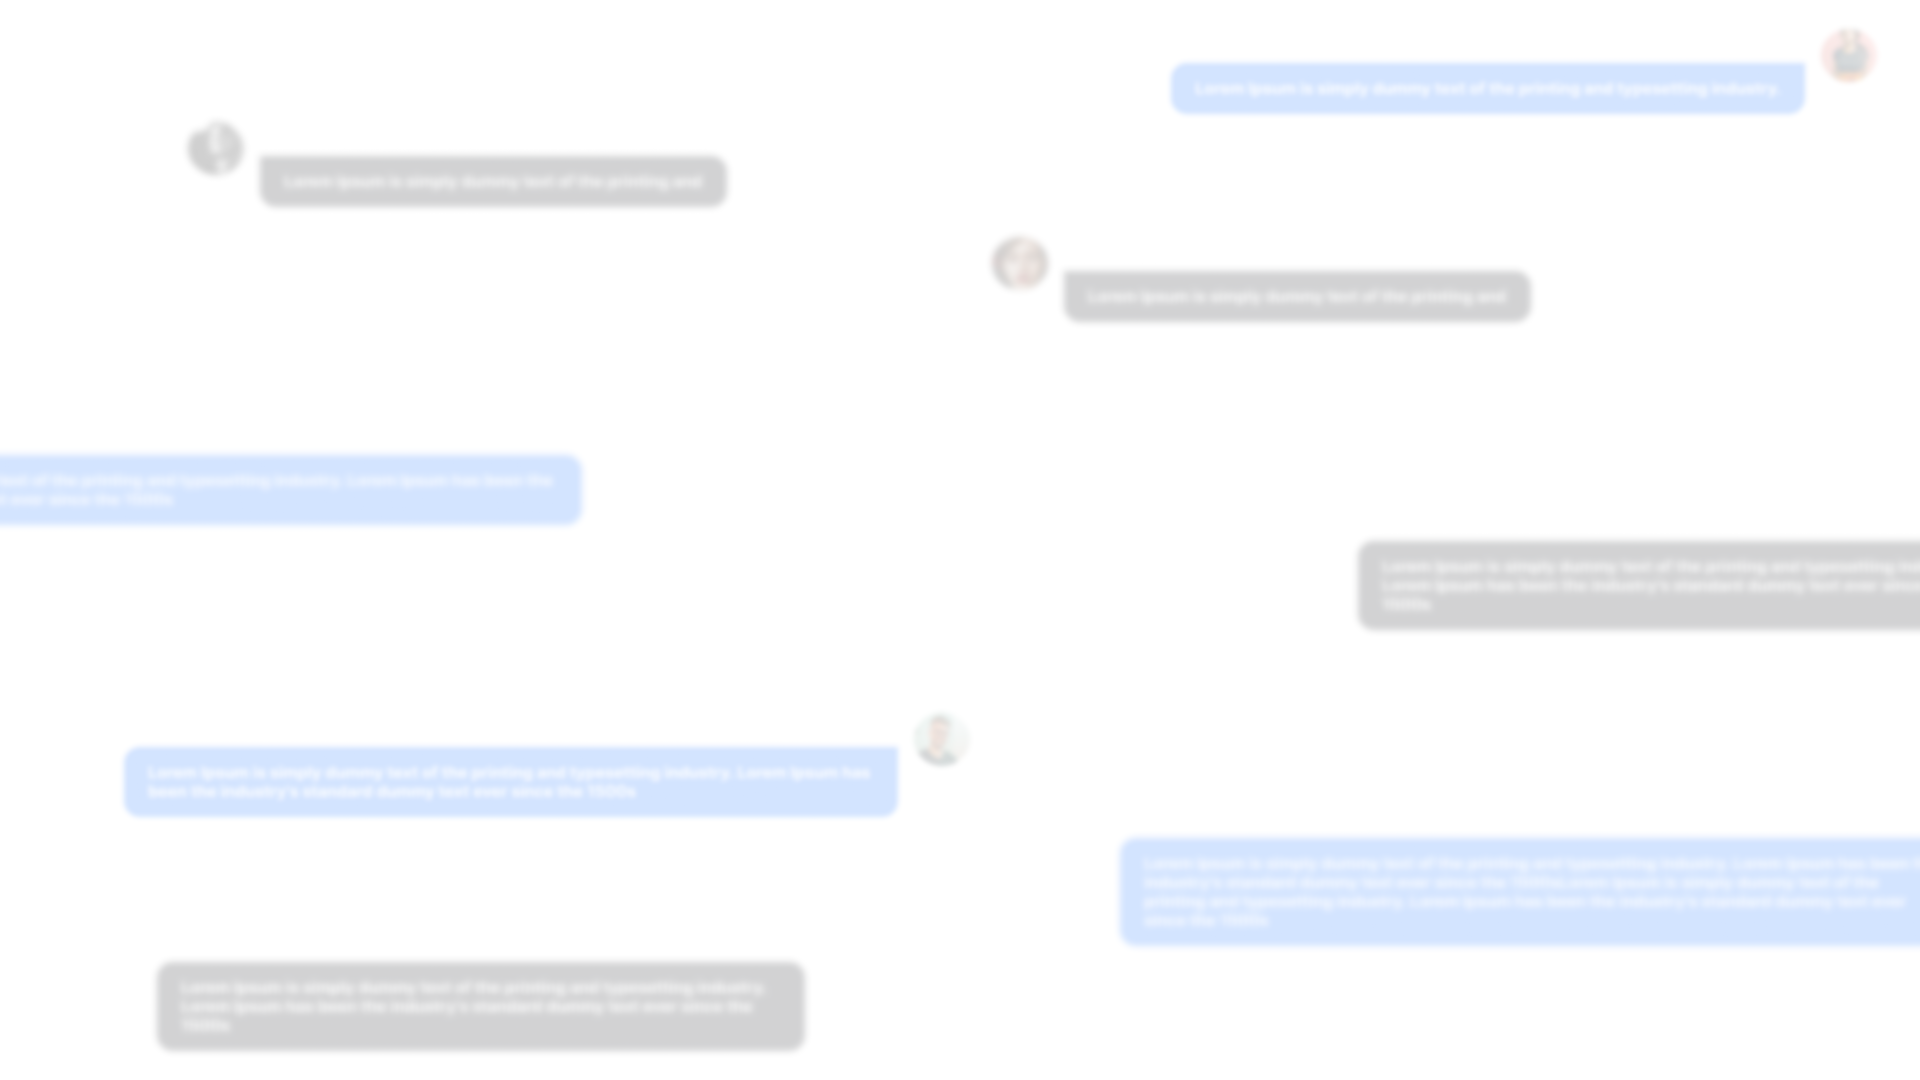 Lorem Ipsum is simply dummy text of the printing and typesetting industry.
Lorem Ipsum is simply dummy text of the printing and
Lorem Ipsum is simply dummy text of the printing and
text of the printing and typesetting industry. Lorem Ipsum has been the
ever since the 1500s
Lorem Ipsum is simply dummy text of the printing and typesetting
Lorem Ipsum has been the industry's standard dummy text ever since
1500s
Lorem Ipsum is simply dummy text of the printing and typesetting industry. Lorem Ipsum has
been the industry's standard dummy text ever since the 1500s
Lorem Ipsum is simply dummy text of the printing and typesetting industry. Lorem Ipsum has been
industry's standard dummy text ever since the Ipsum is simply dummy text of the
printing and typesetting industry. Lorem Ipsum has been the industry's standard dummy text ever
since the 1500s
Lorem Ipsum is simply dummy text of the printing and typesetting industry.
Lorem Ipsum has been the industry's standard dummy text ever since the
1500s